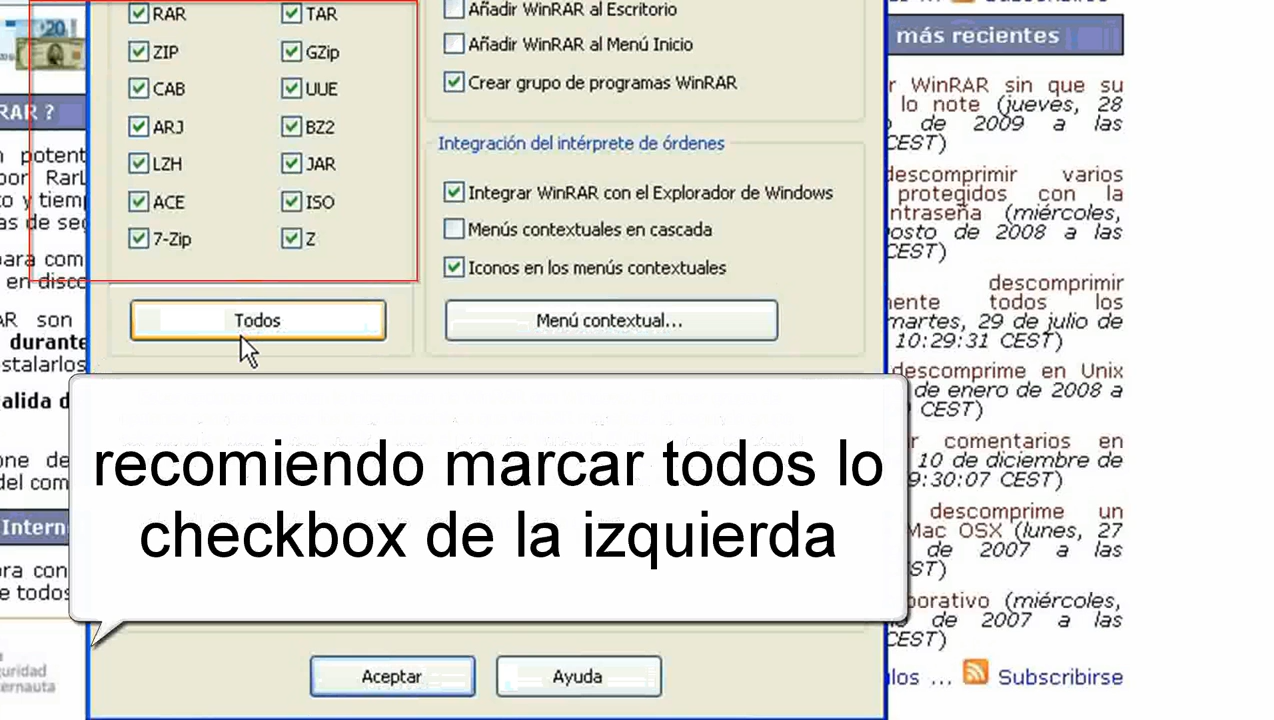 RAR
TAR
ZIP
GZip
CAB
UUE
ARJ
BZ2
LZH
JAR
ACE
ISO
7-Zip
Z
Todos
Añadir WinRAR al Escritorio
Añadir WinRAR al Menú Inicio
Crear grupo de programas WinRAR
Integración del intérprete de órdenes
Integrar WinRAR con el Explorador de Windows
Menús contextuales en cascada
Iconos en los menús contextuales
Menú contextual...
recomiendo marcar todos lo
checkbox de la izquierda
Aceptar
Ayuda
RAR ?
potent
por RarL
o y tiemp
as de seg
para com
en disco
AR son
durante
stalarlos
alida d
one de
del com
Intern
ora con
e todos
guridad
ternauta
más recientes
r WinRAR sin que su
lo note (jueves, 28
de 2009 a las
CEST)
descomprimir varios
protegidos con la
ntraseña (miércoles,
osto de 2008 a las
CEST)
descomprimir
mente todos los
martes, 29 de julio de
10:29:31 CEST)
descomprime en Unix
de enero de 2008 a
CEST)
r comentarios en
10 de diciembre de
9:30:07 CEST)
descomprime un
Mac OSX (lunes, 27
de 2007 a las
ST)
porativo (miércoles,
de 2007 a las
CEST)
los ... Subscribirse